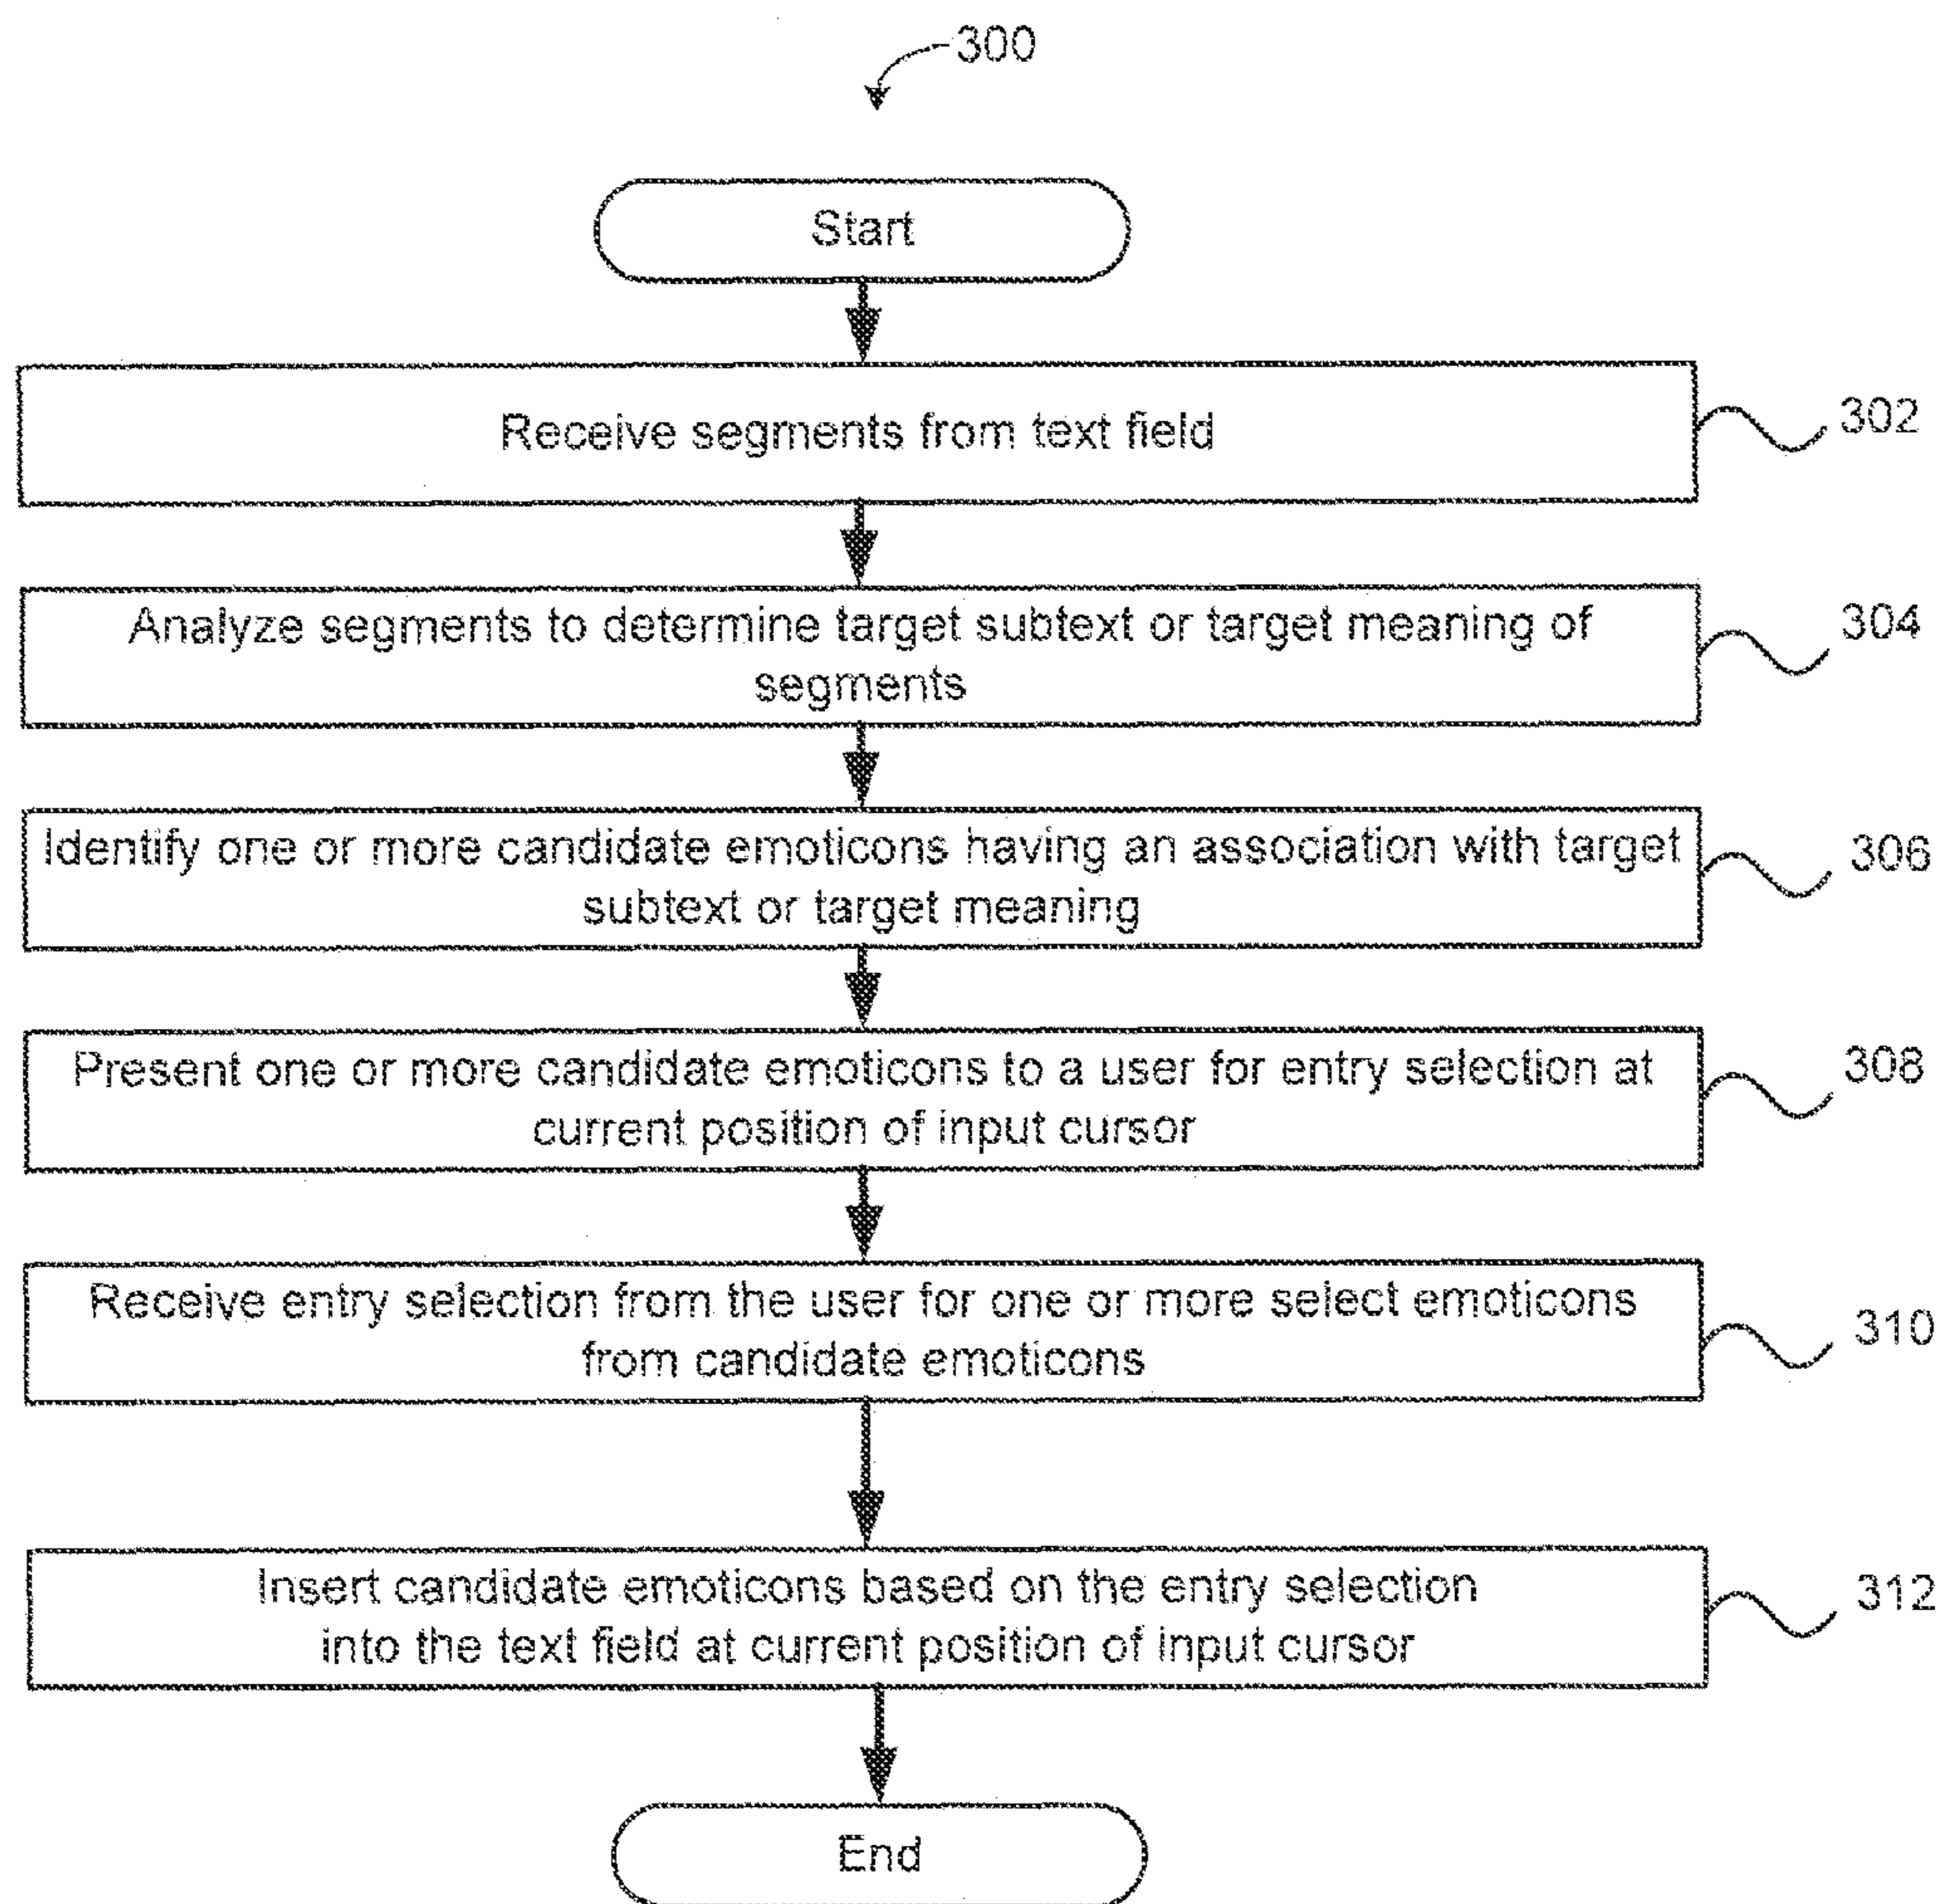 300
Start
Receive segments from text field
302
Analyze segments to determine target subtext or target meaning of
segments
304
Identify one or more candidate emoticons having an association with target
subtext or target meaning
306
Present one or more candidate emoticons to a user for entry selection at
current position of input cursor
308
Receive entry selection from the user for one or more select emoticons
from candidate emoticons
310
Insert candidate emoticons based on the entry selection
into the text field at current position of input cursor
312
End